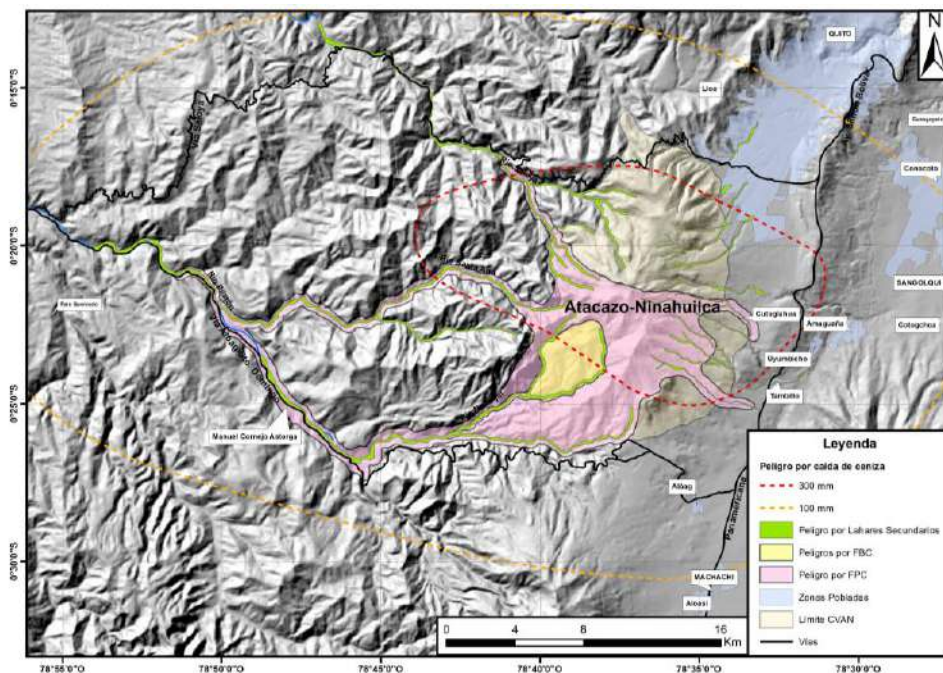 N
QUITO
Lloa
0°15'0"S
Conocoto
0°20'0"S
SANGOLQUI
Atacazo-Ninahuilca
Cutuglahua
Amaguaña
Cotogchoa
Uyumbicho
Tambillo
0°25'0"S
Manuel Cornejo Astorga
Alóag
Panamericana
0°30'0"S
MACHACHI
Aloasi
Leyenda
Peligro por caída de ceniza
300 mm
100 mm
Peligro por Lahares Secundarios
Peligros por FBC
Peligro por FPC
Zonas Pobladas
Límite CVAN
Vías
0 4 8 16
Km
78°55'0"O 78°50'0"O 78°45'0"O 78°40'0"O 78°35'0"O 78°30'0"O